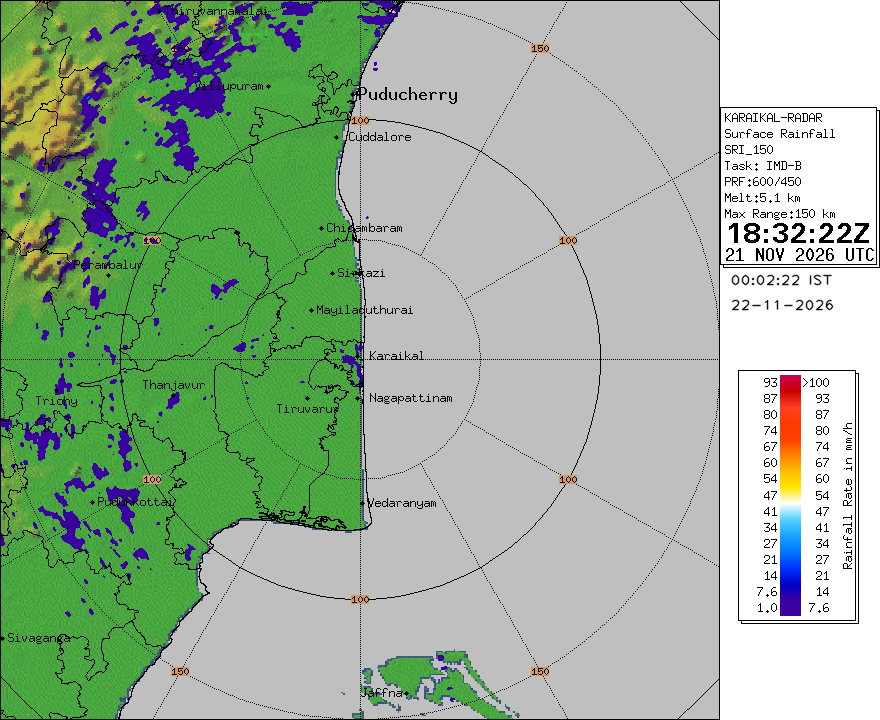 Tiruvannamalai
150
150
Villupuram
Puducherry
100
Cuddalore
Chidambaram
100
100
Perambalur
Sirkazi
Mayiladuthurai
Karaikal
Thanjavur
Trichy
Nagapattinam
Tiruvarur
100
100
Pudukkottai
Vedaranyam
100
Sivaganga
150
150
Jaffna
KARAIKAL-RADAR
Surface Rainfall
SRI_150
Task: IMD-B
PRF:600/450
Melt:5.1 km
Max Range:150 km
18:32:22Z
21 NOV 2026 UTC
00:02:22 IST
22-11-2026
93 >100
87 93
80 87
74 80
67 74
60 67
54 60
47 54
41 47
34 41
27 34
21 27
14 21
7.6 14
1.0 7.6
Rainfall Rate in mm/h